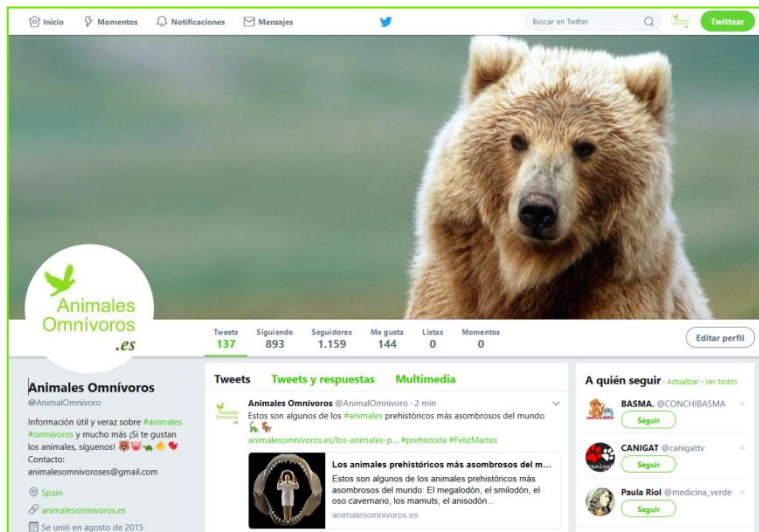 Inicio Momentos Notificaciones Mensajes Buscar en Twitter Twittear
Animales
Omnívoros
.es
Tweets Siguiendo Seguidores Me gusta Listas Momentos
137 893 1.159 144 0 0
Editar perfil
Animales Omnívoros
@AnimalOmnivoro
Información útil y veraz sobre #animales
#omnívoros y mucho más ¡Si te gustan
los animales, síguenos!
Contacto:
animalesomnivoroses@gmail.com
Spain
animalesomnivoros.es
Se unió en agosto de 2015
Tweets Tweets y respuestas Multimedia
Animales Omnívoros @AnimalOmnivoro · 2 min
Estos son algunos de los #animales prehistóricos más asombrosos del mundo
animalesomnivoros.es/los-animales-p... #prehistoria #FelizMartes
Los animales prehistóricos más asombrosos del m...
Estos son algunos de los animales prehistóricos más
asombrosos del mundo: El megalodón, el smilodón, el
oso cavernario, los mamuts, el anisodón...
animalesomnivoros.es
A quién seguir · Actualizar · Ver todos
BASMA. @CONCHIBASMA
Seguir
CANIGAT @canigattv
Seguir
Paula Riol @medicina_verde
Seguir